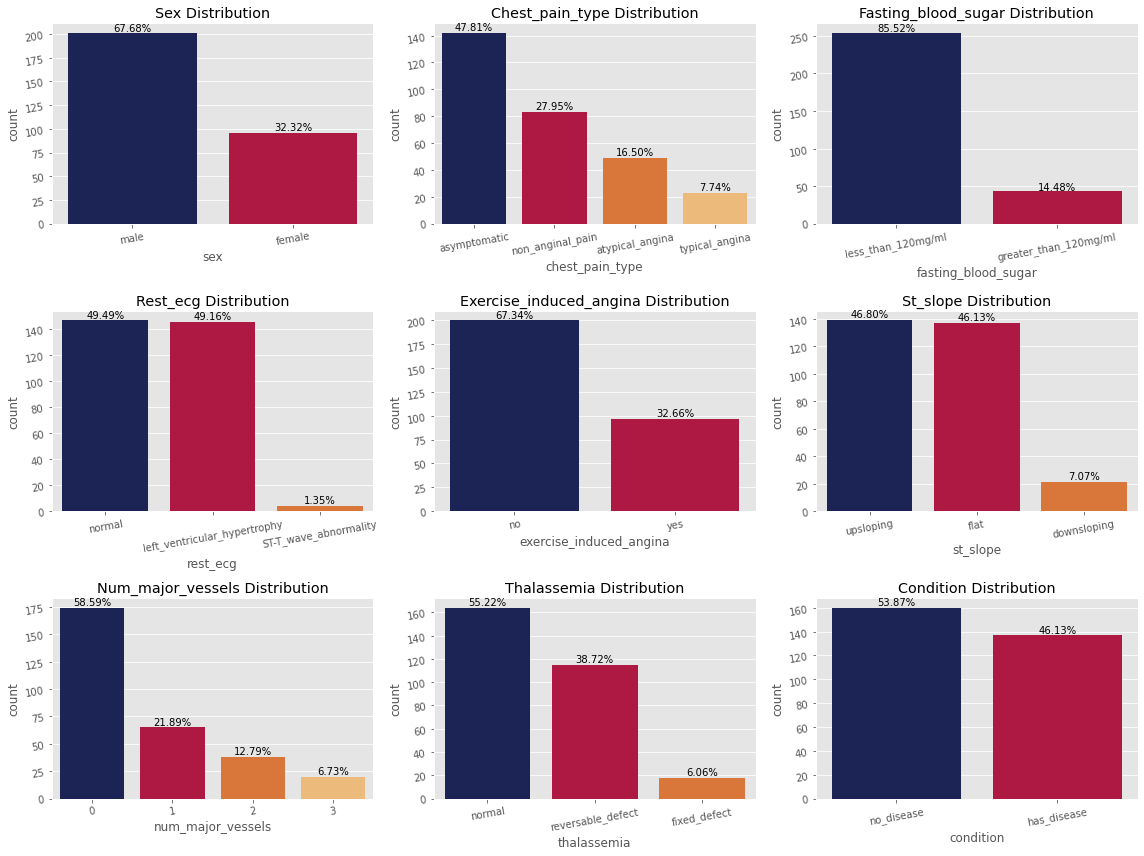 Sex Distribution
67.68%
32.32%
200
175
150
125
100
75
50
25
0
count
male
female
sex
Chest_pain_type Distribution
47.81%
27.95%
16.50%
7.74%
140
120
100
80
60
40
20
0
count
asymptomatic
non_anginal_pain
atypical_angina
typical_angina
chest_pain_type
Fasting_blood_sugar Distribution
85.52%
14.48%
250
200
150
100
50
0
count
less_than_120mg/ml
greater_than_120mg/ml
fasting_blood_sugar
Rest_ecg Distribution
49.49%
49.16%
1.35%
140
120
100
80
60
40
20
0
count
normal
left_ventricular_hypertrophy
ST-T_wave_abnormality
rest_ecg
Exercise_induced_angina Distribution
67.34%
32.66%
200
175
150
125
100
75
50
25
0
count
no
yes
exercise_induced_angina
St_slope Distribution
46.80%
46.13%
7.07%
140
120
100
80
60
40
20
0
count
upsloping
flat
downsloping
st_slope
Num_major_vessels Distribution
58.59%
21.89%
12.79%
6.73%
175
150
125
100
75
50
25
0
count
0
1
2
3
num_major_vessels
Thalassemia Distribution
55.22%
38.72%
6.06%
160
140
120
100
80
60
40
20
0
count
normal
reversable_defect
fixed_defect
thalassemia
Condition Distribution
53.87%
46.13%
160
140
120
100
80
60
40
20
0
count
no_disease
has_disease
condition